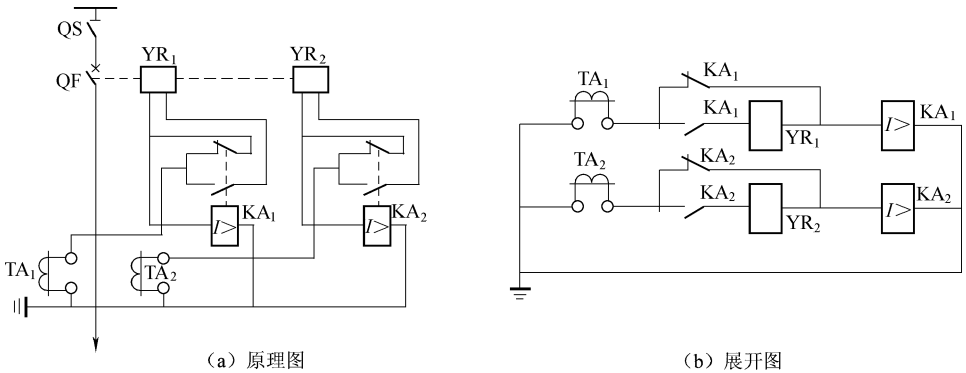 QS
QF
YR₁
YR₂
I>
KA₁
I>
KA₂
TA₁
TA₂
（a）原理图
TA₁
KA₁
KA₁
YR₁
I>
KA₁
TA₂
KA₂
KA₂
YR₂
I>
KA₂
（b）展开图